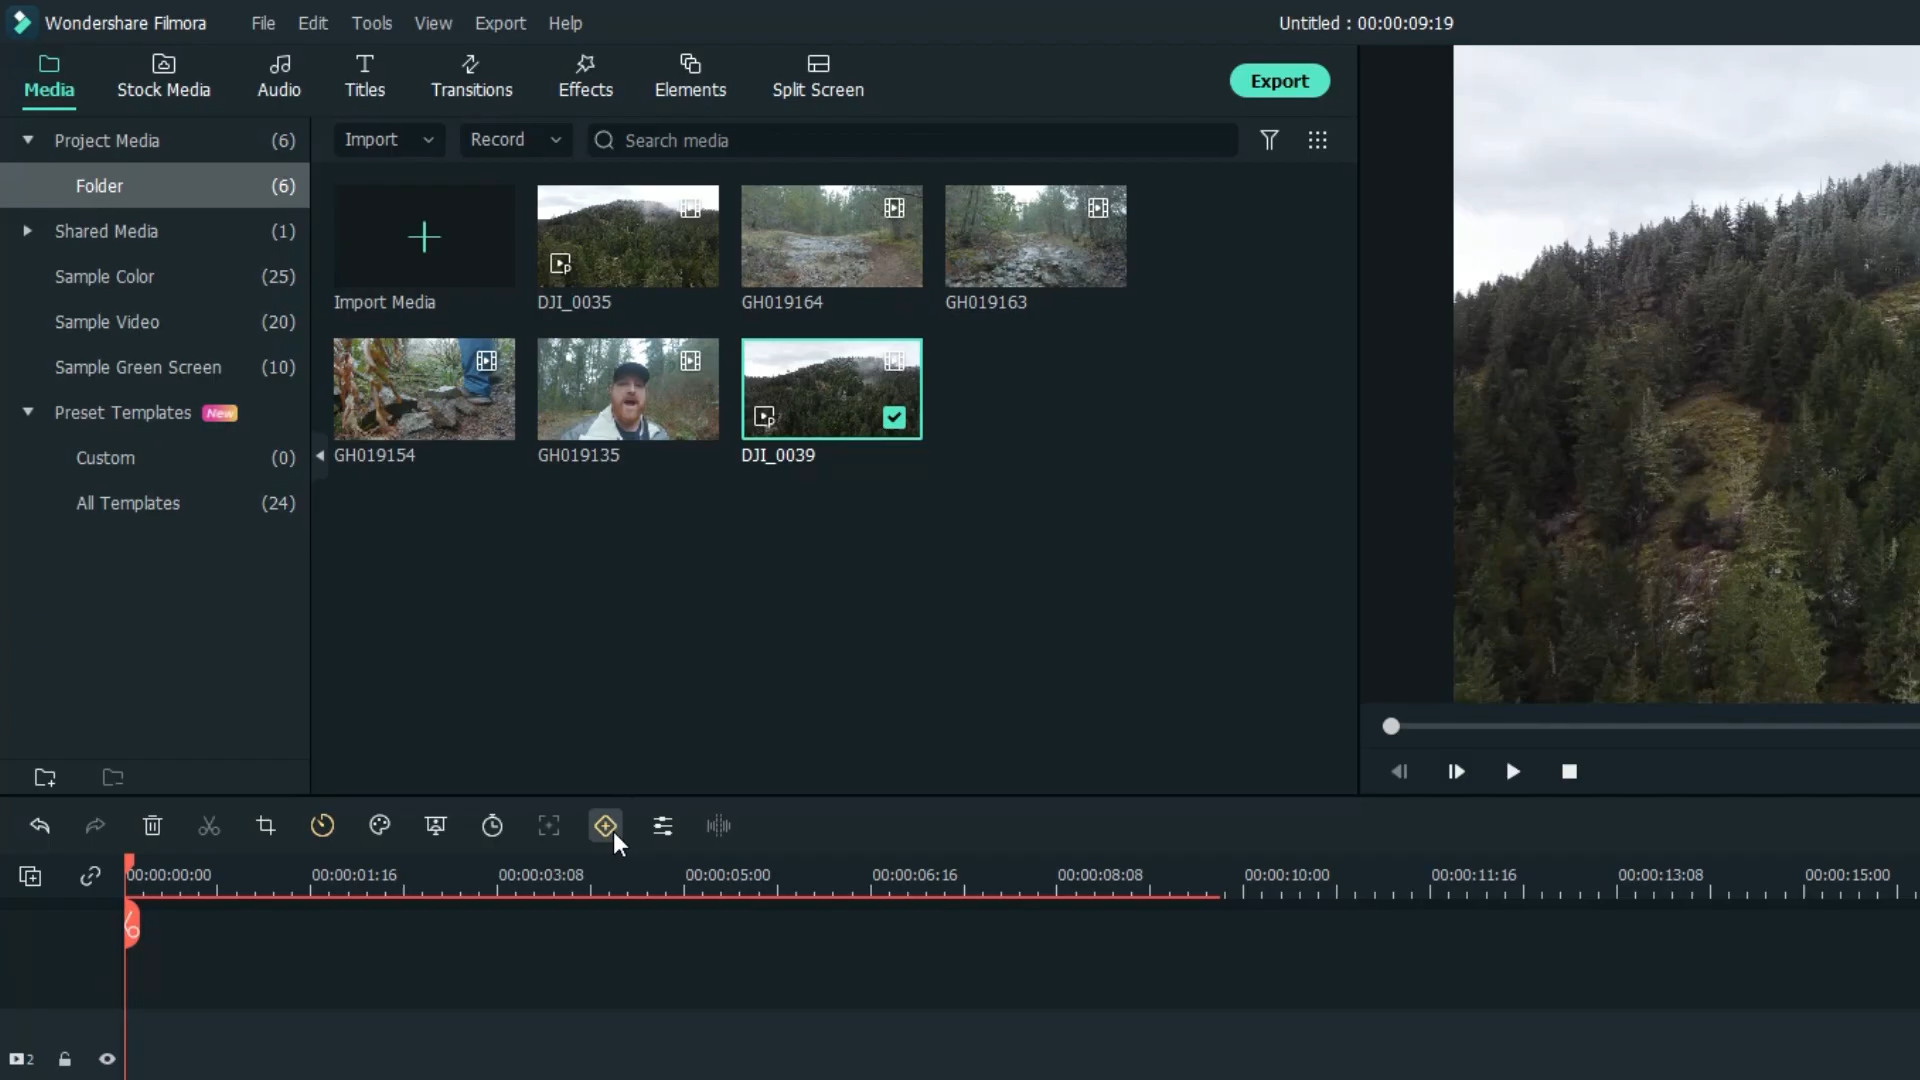 Wondershare Filmora File Edit Tools View Export Help Untitled : 00:00:09:19
Media Stock Media Audio Titles Transitions Effects Elements Split Screen Export
Project Media (6) Import Record Search media
Folder (6)
Shared Media (1)
Sample Color (25)
Import Media DJI_0035 GH019164 GH019163
Sample Video (20)
Sample Green Screen (10)
Preset Templates New
Custom (0) GH019154 GH019135 DJI_0039
All Templates (24)
00:00:00:00 00:00:01:16 00:00:03:08 00:00:05:00 00:00:06:16 00:00:08:08 00:00:10:00 00:00:11:16 00:00:13:08 00:00:15:00
2